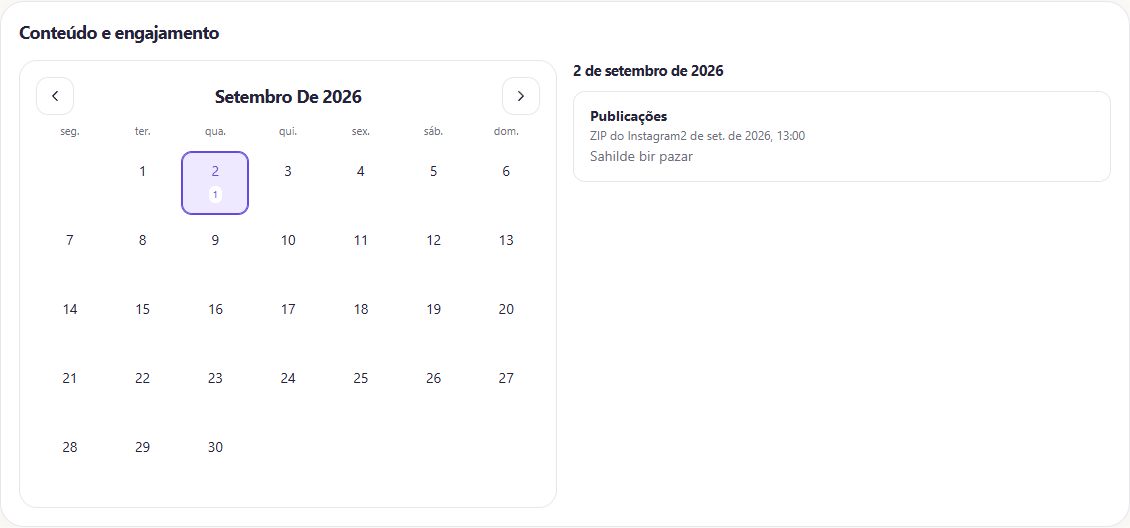 Conteúdo e engajamento
Setembro De 2026
seg. ter. qua. qui. sex. sáb. dom.
1 2 3 4 5 6
1
7 8 9 10 11 12 13
14 15 16 17 18 19 20
21 22 23 24 25 26 27
28 29 30
2 de setembro de 2026
Publicações
ZIP do Instagram2 de set. de 2026, 13:00
Sahilde bir pazar